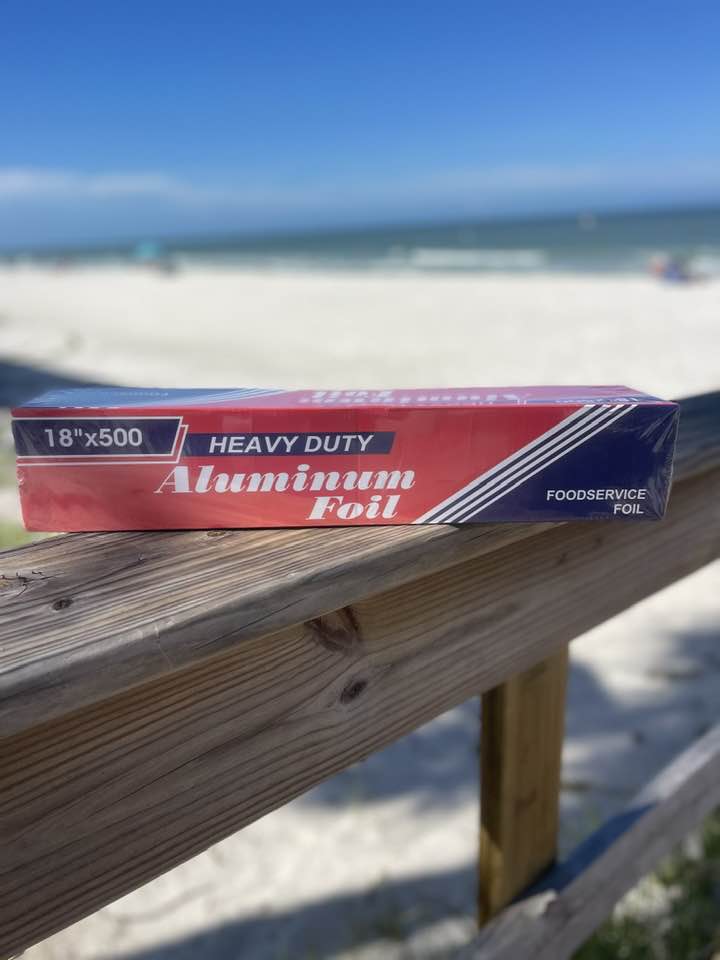 18"x500
HEAVY DUTY
Aluminum
Foil
FOODSERVICE
FOIL